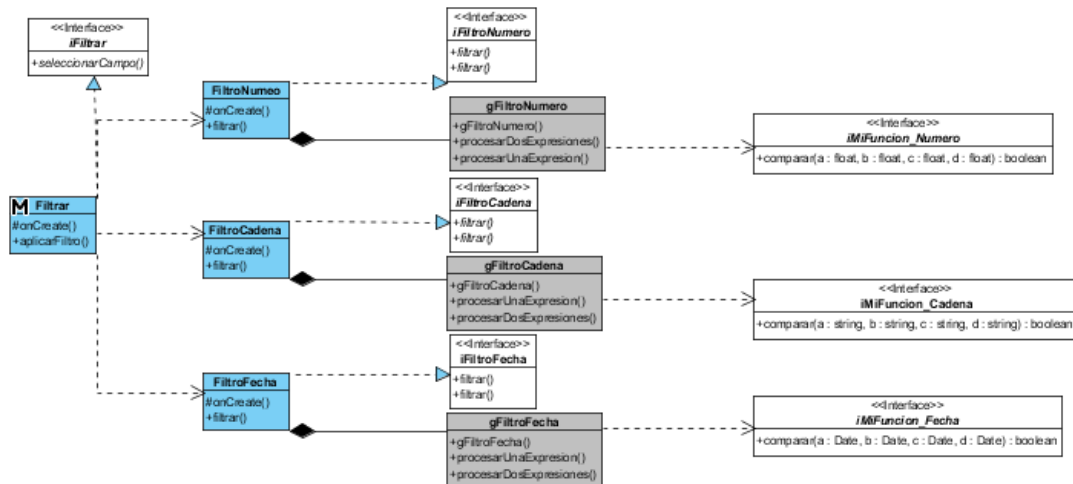 <<Interface>>
iFiltrar
+seleccionarCampo()
<<Interface>>
iFiltroNumero
+filtrar()
+filtrar()
FiltroNumeo
#onCreate()
+filtrar()
gFiltroNumero
+gFiltroNumero()
+procesarDosExpresiones()
+procesarUnaExpresion()
<<Interface>>
iMiFuncion_Numero
+comparar(a : float, b : float, c : float, d : float) : boolean
M Filtrar
#onCreate()
+aplicarFiltro()
<<Interface>>
iFiltroCadena
+filtrar()
+filtrar()
FiltroCadena
#onCreate()
+filtrar()
gFiltroCadena
+gFiltroCadena()
+procesarUnaExpresion()
+procesarDosExpresiones()
<<Interface>>
iMiFuncion_Cadena
+comparar(a : string, b : string, c : string, d : string) : boolean
<<Interface>>
iFiltroFecha
+filtrar()
+filtrar()
FiltroFecha
#onCreate()
+filtrar()
gFiltroFecha
+gFiltroFecha()
+procesarUnaExpresion()
+procesarDosExpresiones()
<<Interface>>
iMiFuncion_Fecha
+comparar(a : Date, b : Date, c : Date, d : Date) : boolean